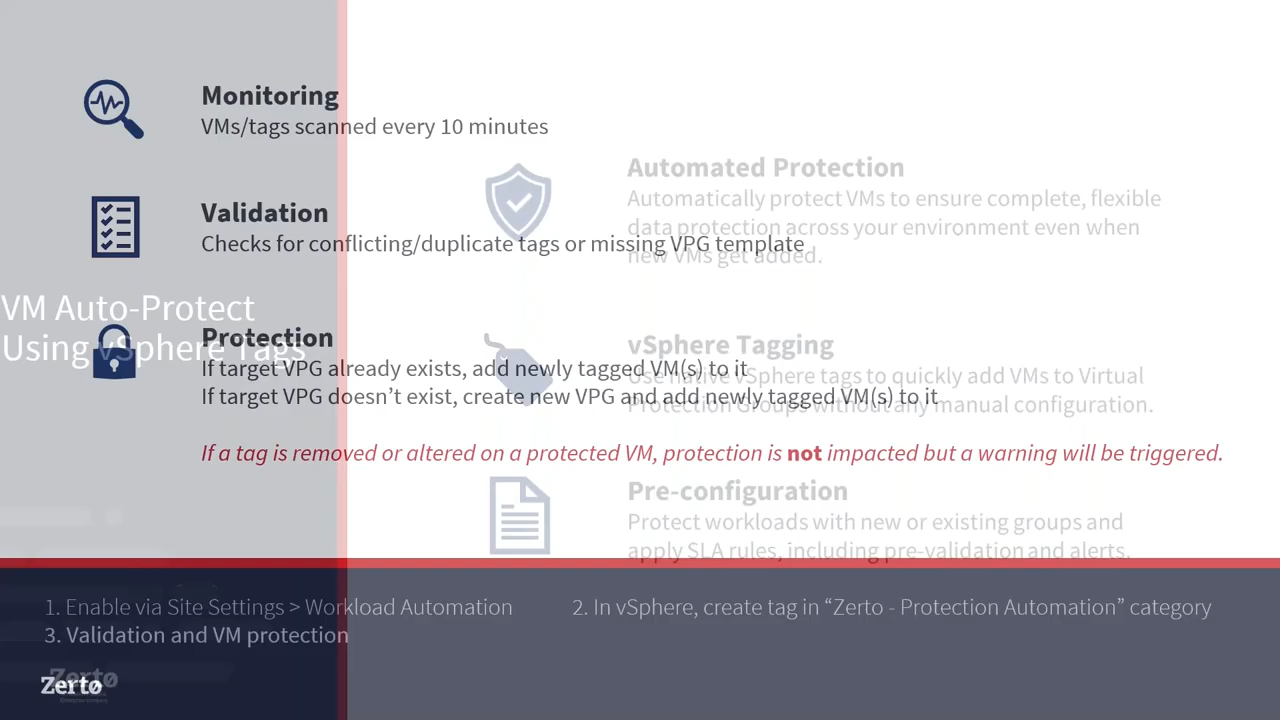 Monitoring
VMs/tags scanned every 10 minutes
Validation
Checks for conflicting/duplicate tags or missing VPG template
Protection
If target VPG already exists, add newly tagged VM(s) to it
If target VPG doesn’t exist, create new VPG and add newly tagged VM(s) to it
If a tag is removed or altered on a protected VM, protection is not impacted but a warning will be triggered.
VM Auto-Protect
Using vSphere Tags
Automated Protection
Automatically protect VMs to ensure complete, flexible
data protection across your environment even when
new VMs get added.
vSphere Tagging
Use native vSphere tags to quickly add VMs to Virtual
Protection Groups without any manual configuration.
Pre-configuration
Protect workloads with new or existing groups and
apply SLA rules, including pre-validation and alerts.
1. Enable via Site Settings > Workload Automation
2. In vSphere, create tag in “Zerto - Protection Automation” category
3. Validation and VM protection
Zerto
Zerto